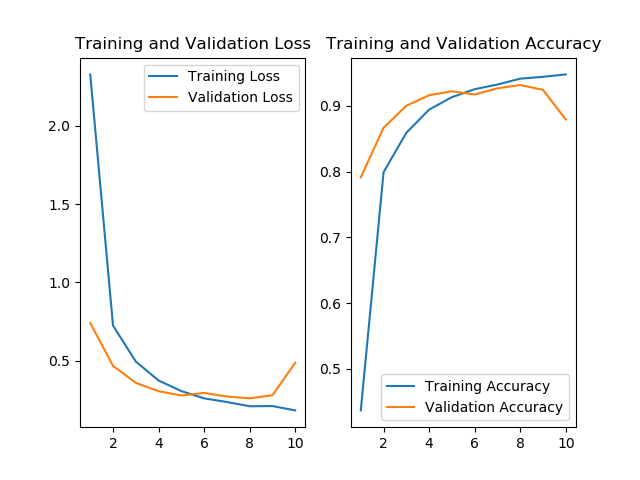 Training and Validation Loss
Training Loss
Validation Loss
2.0
1.5
1.0
0.5
2 4 6 8 10
Training and Validation Accuracy
0.9
0.8
0.7
0.6
0.5
Training Accuracy
Validation Accuracy
2 4 6 8 10